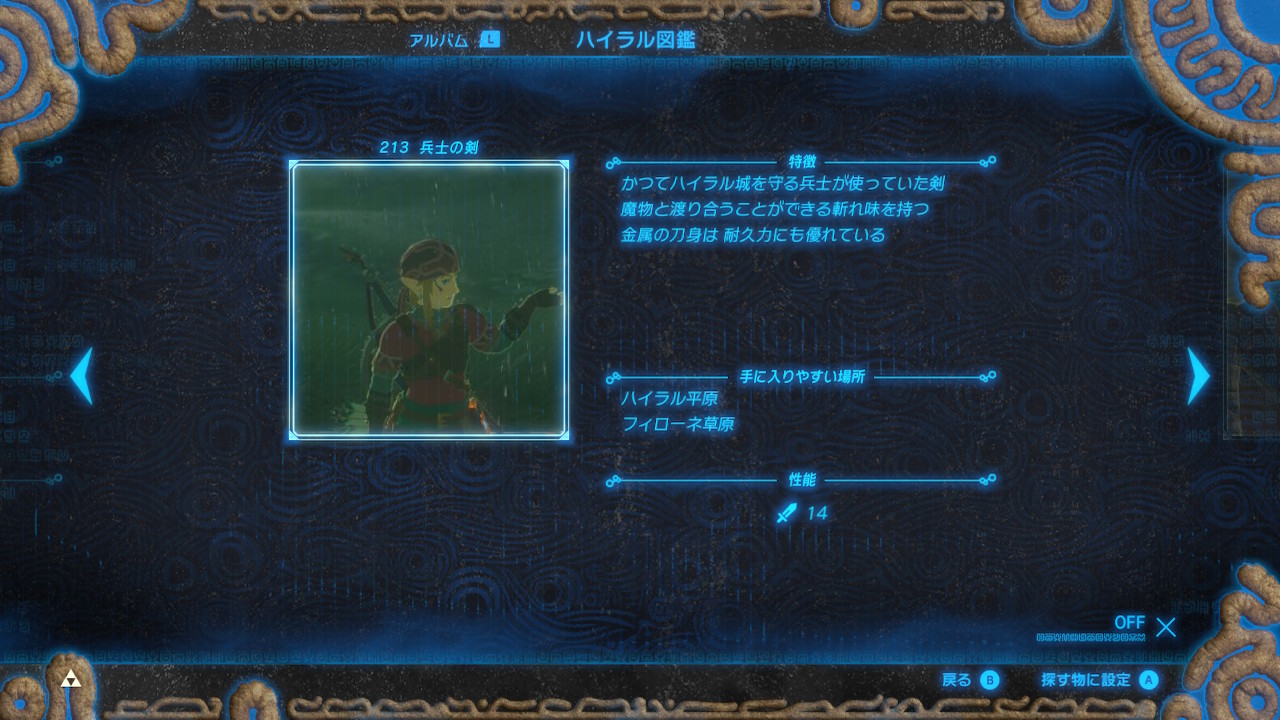 アルバム L
ハイラル図鑑
213 兵士の剣
特徴
かつてハイラル城を守る兵士が使っていた剣
魔物と渡り合うことができる斬れ味を持つ
金属の刀身は 耐久力にも優れている
手に入りやすい場所
ハイラル平原
フィローネ草原
性能
14
OFF
戻る B
探す物に設定 A